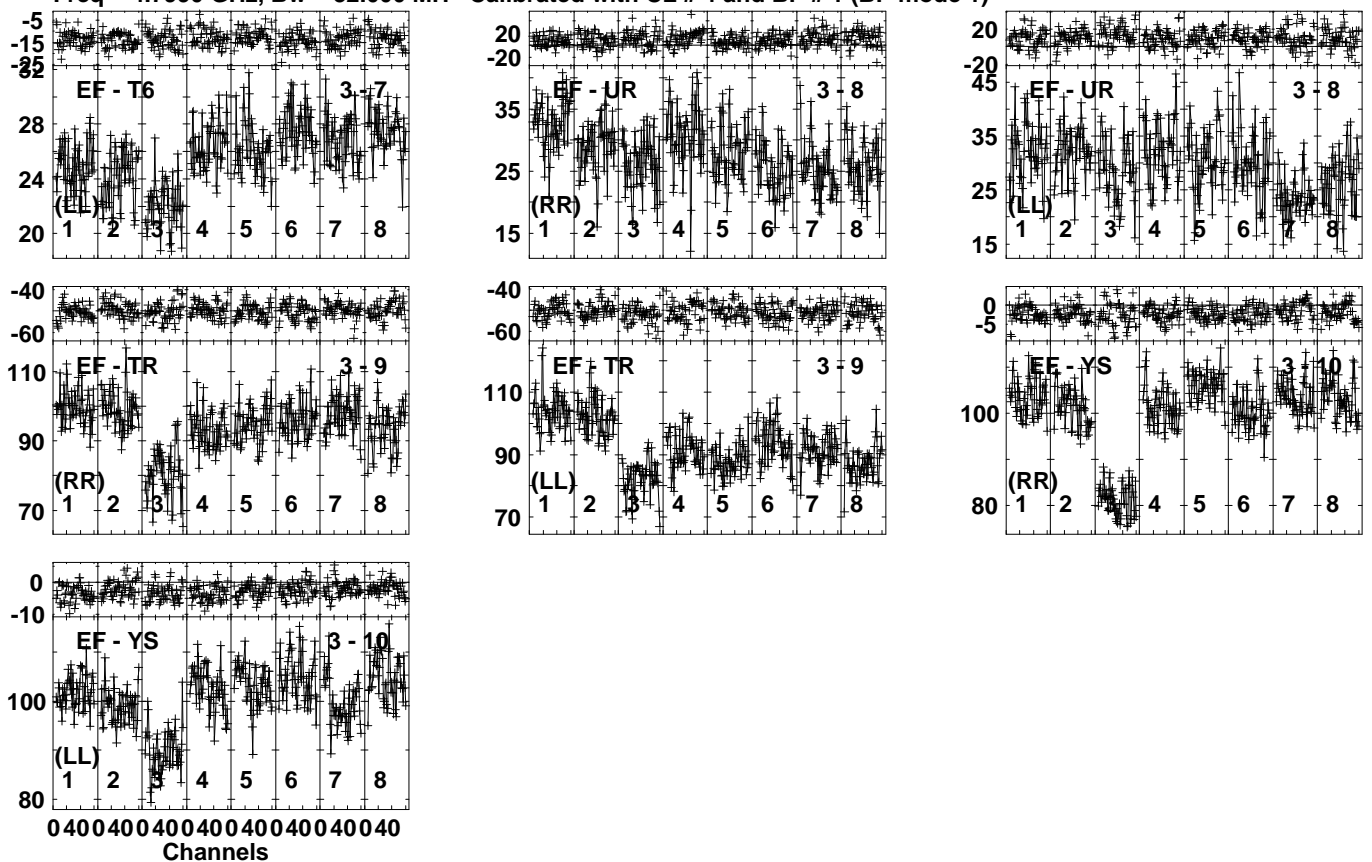 Calibrated with CL # 4 and BP # 1 (BP mode 1)
-5
-15
-25
32
28
24
20
EF - T6 3 - 7
(LL)
1 2 3 4 5 6 7 8
20
-20
35
25
15
EF - UR 3 - 8
(RR)
1 2 3 4 5 6 7 8
20
-20
45
35
25
15
EF - UR 3 - 8
(LL)
1 2 3 4 5 6 7 8
-40
-60
110
90
70
EF - TR 3 - 9
(RR)
1 2 3 4 5 6 7 8
-40
-60
110
90
70
EF - TR 3 - 9
(LL)
1 2 3 4 5 6 7 8
0
-5
100
80
EF - YS 3 - 10
(RR)
1 2 3 4 5 6 7 8
0
-10
100
80
EF - YS 3 - 10
(LL)
1 2 3 4 5 6 7 8
0 40 0 40 0 40 0 40 0 40 0 40 0 40 0 40
Channels